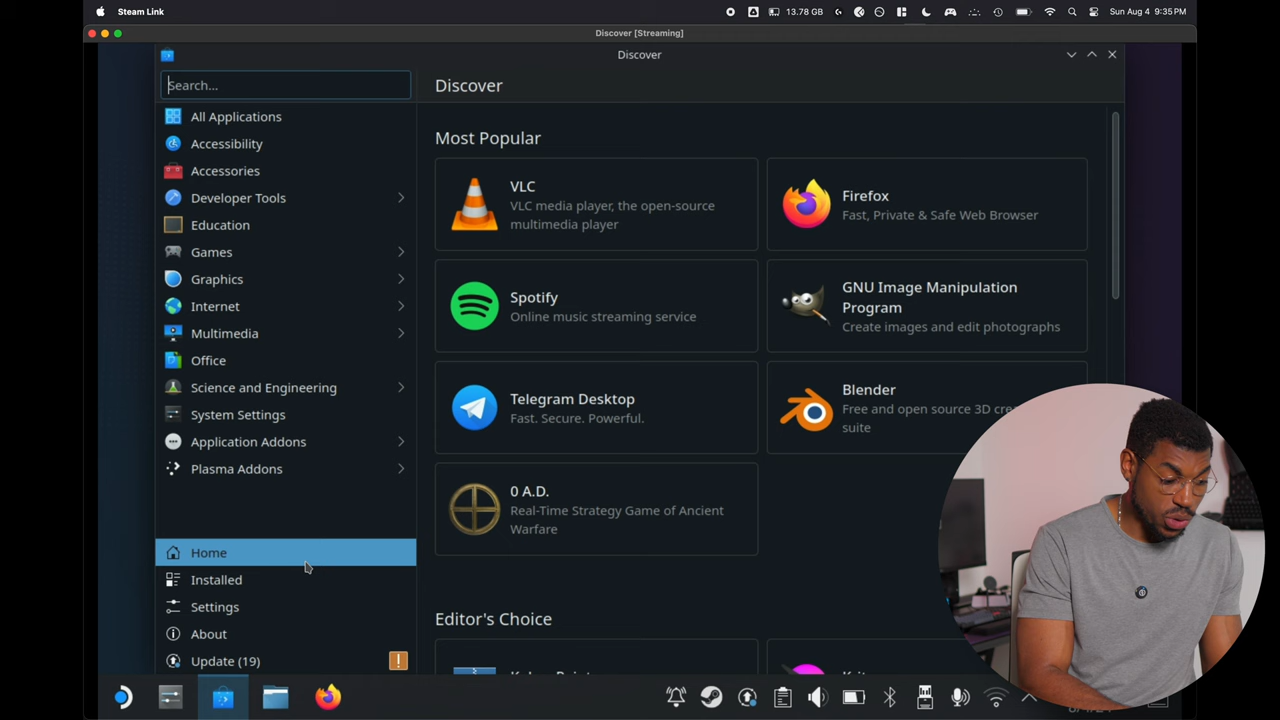 Steam Link
13.78 GB
Sun Aug 4 9:35 PM
Discover [Streaming]
Discover
Search...
Discover
All Applications
Accessibility
Accessories
Developer Tools
Education
Games
Graphics
Internet
Multimedia
Office
Science and Engineering
System Settings
Application Addons
Plasma Addons
Home
Installed
Settings
About
Update (19)
Most Popular
VLC
VLC media player, the open-source
multimedia player
Firefox
Fast, Private & Safe Web Browser
Spotify
Online music streaming service
GNU Image Manipulation
Program
Create images and edit photographs
Telegram Desktop
Fast. Secure. Powerful.
Blender
Free and open source 3D
suite
0 A.D.
Real-Time Strategy Game of Ancient
Warfare
Editor's Choice